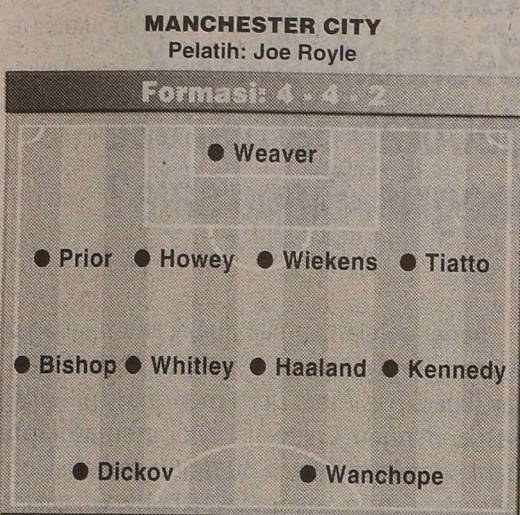 MANCHESTER CITY
Pelatih: Joe Royle
Formasi: 4 - 4 - 2
Weaver
Prior Howey Wiekens Tiatto
Bishop Whitley Haaland Kennedy
Dickov Wanchope